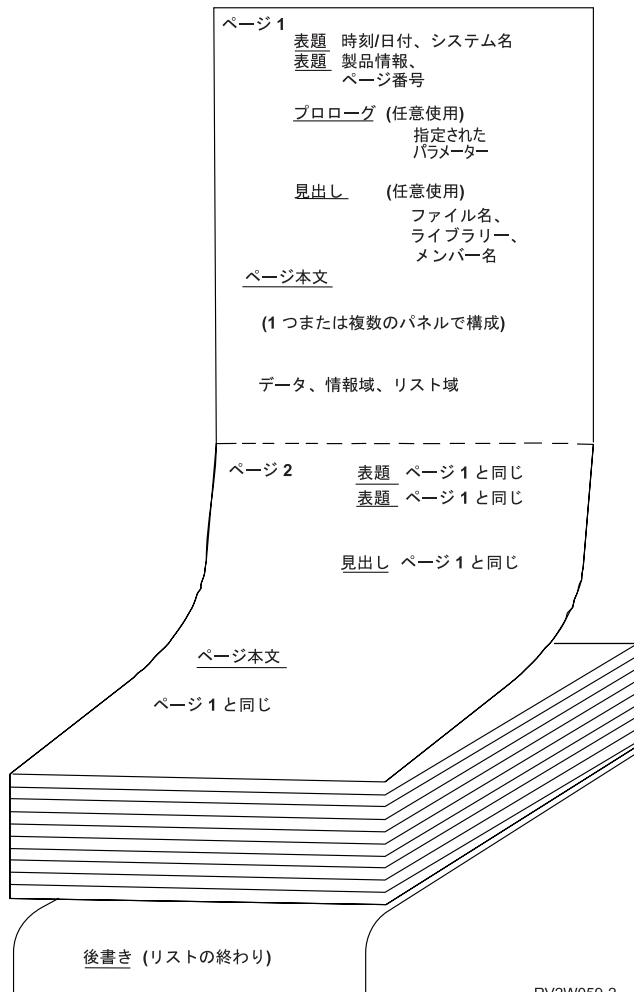 ページ 1
表題 時刻/日付、システム名
表題 製品情報、
ページ番号
プロローグ (任意使用)
指定された
パラメーター
見出し (任意使用)
ファイル名、
ライブラリー、
メンバー名
ページ本文
(1 つまたは複数のパネルで構成)
データ、情報域、リスト域
ページ 2
表題 ページ 1 と同じ
表題 ページ 1 と同じ
見出し ページ 1 と同じ
ページ本文
ページ 1 と同じ
後書き (リストの終わり)